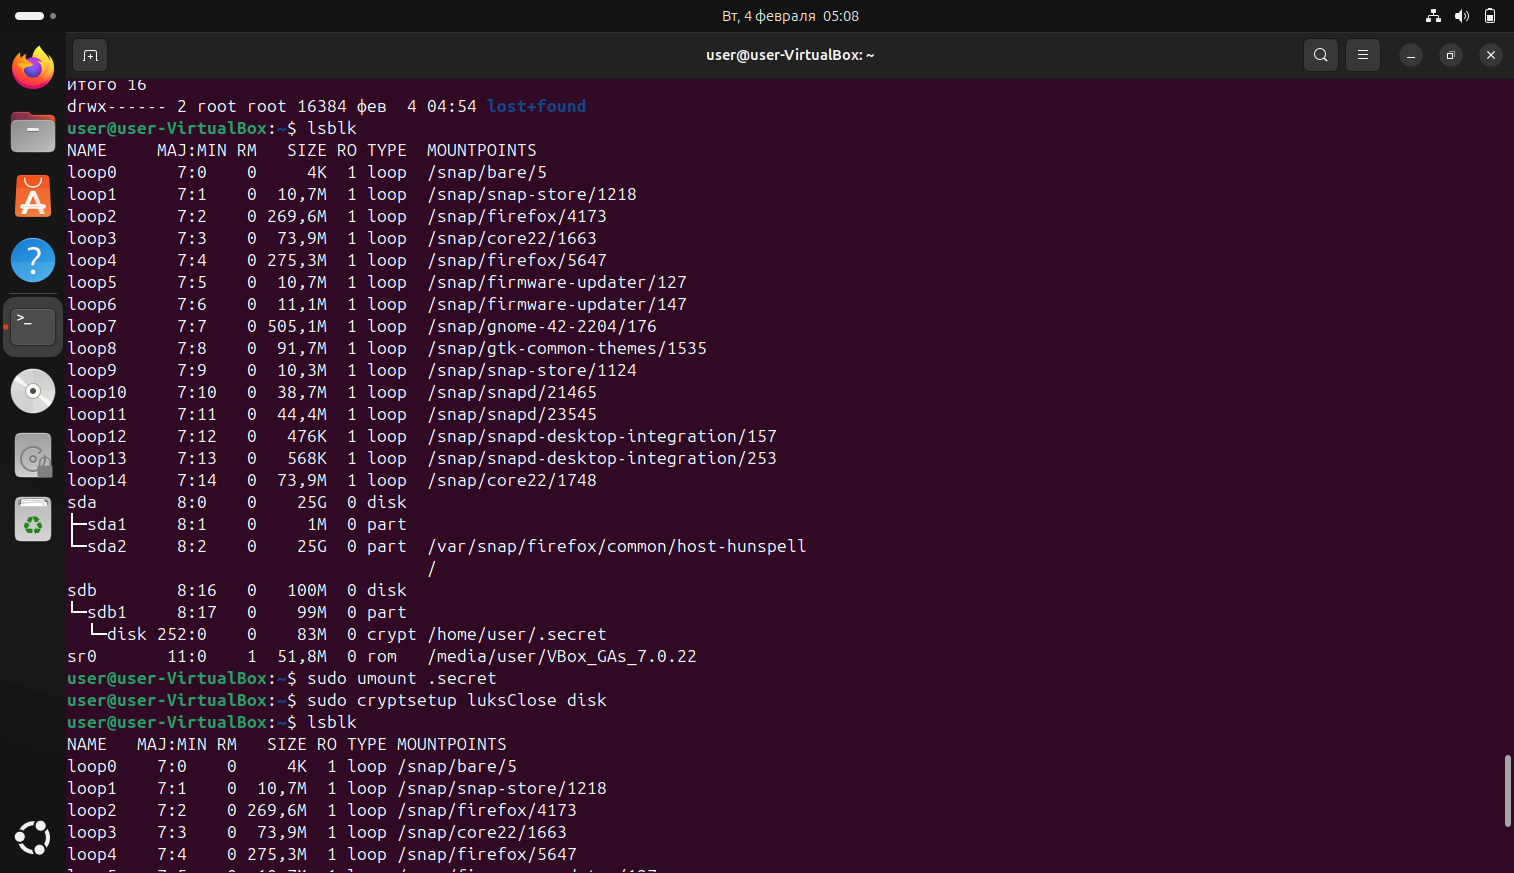 Вт, 4 февраля 05:08
user@user-VirtualBox: ~
итого 16
drwx------ 2 root root 16384 фев  4 04:54 lost+found
user@user-VirtualBox:~$ lsblk
NAME     MAJ:MIN RM   SIZE RO TYPE  MOUNTPOINTS
loop0      7:0    0     4K  1 loop  /snap/bare/5
loop1      7:1    0  10,7M  1 loop  /snap/snap-store/1218
loop2      7:2    0 269,6M  1 loop  /snap/firefox/4173
loop3      7:3    0  73,9M  1 loop  /snap/core22/1663
loop4      7:4    0 275,3M  1 loop  /snap/firefox/5647
loop5      7:5    0  10,7M  1 loop  /snap/firmware-updater/127
loop6      7:6    0  11,1M  1 loop  /snap/firmware-updater/147
loop7      7:7    0 505,1M  1 loop  /snap/gnome-42-2204/176
loop8      7:8    0  91,7M  1 loop  /snap/gtk-common-themes/1535
loop9      7:9    0  10,3M  1 loop  /snap/snap-store/1124
loop10     7:10   0  38,7M  1 loop  /snap/snapd/21465
loop11     7:11   0  44,4M  1 loop  /snap/snapd/23545
loop12     7:12   0   476K  1 loop  /snap/snapd-desktop-integration/157
loop13     7:13   0   568K  1 loop  /snap/snapd-desktop-integration/253
loop14     7:14   0  73,9M  1 loop  /snap/core22/1748
sda        8:0    0    25G  0 disk
├─sda1     8:1    0     1M  0 part
└─sda2     8:2    0    25G  0 part  /var/snap/firefox/common/host-hunspell
                                    /
sdb        8:16   0   100M  0 disk
└─sdb1     8:17   0    99M  0 part
  └─disk 252:0    0    83M  0 crypt /home/user/.secret
sr0       11:0    1  51,8M  0 rom   /media/user/VBox_GAs_7.0.22
user@user-VirtualBox:~$ sudo umount .secret
user@user-VirtualBox:~$ sudo cryptsetup luksClose disk
user@user-VirtualBox:~$ lsblk
NAME   MAJ:MIN RM   SIZE RO TYPE MOUNTPOINTS
loop0    7:0    0     4K  1 loop /snap/bare/5
loop1    7:1    0  10,7M  1 loop /snap/snap-store/1218
loop2    7:2    0 269,6M  1 loop /snap/firefox/4173
loop3    7:3    0  73,9M  1 loop /snap/core22/1663
loop4    7:4    0 275,3M  1 loop /snap/firefox/5647